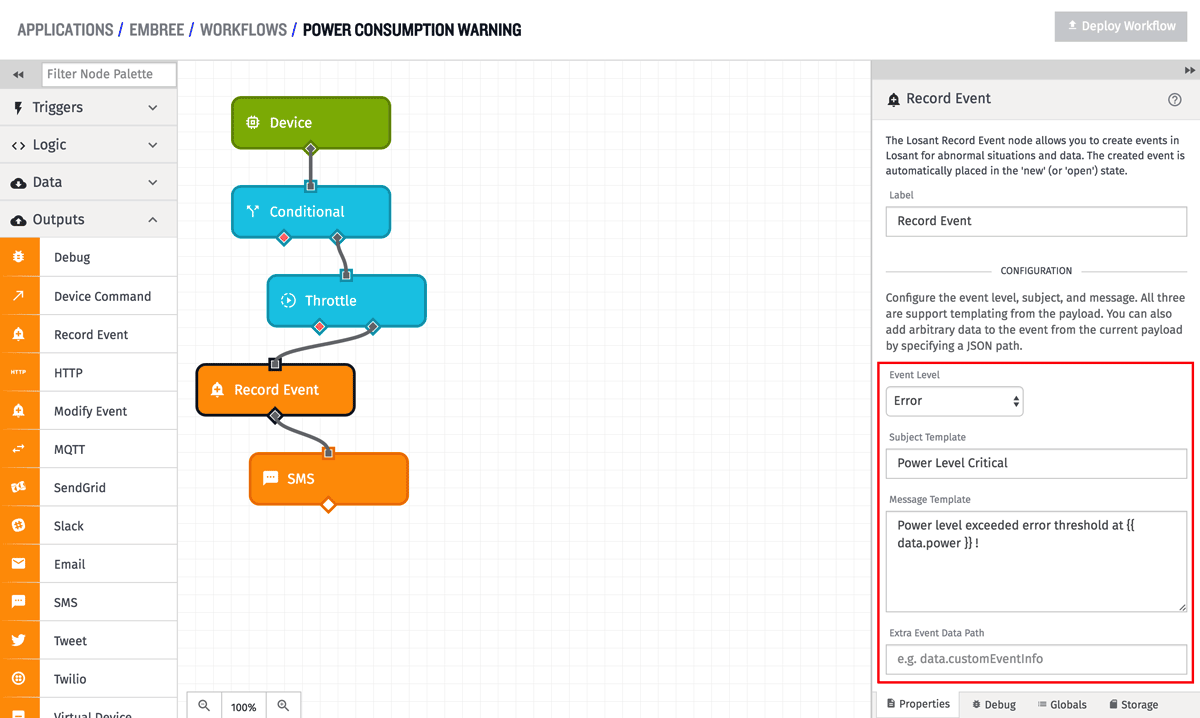 APPLICATIONS / EMBREE / WORKFLOWS / POWER CONSUMPTION WARNING
Deploy Workflow
Filter Node Palette
Triggers
Logic
Data
Outputs
Debug
Device Command
Record Event
HTTP
HTTP
Modify Event
MQTT
SendGrid
Slack
Email
SMS
Tweet
Twilio
Virtual Device
Device
Conditional
Throttle
Record Event
SMS
100%
Record Event
The Losant Record Event node allows you to create events in
Losant for abnormal situations and data. The created event is
automatically placed in the 'new' (or 'open') state.
Label
Record Event
CONFIGURATION
Configure the event level, subject, and message. All three
are support templating from the payload. You can also
add arbitrary data to the event from the current payload
by specifying a JSON path.
Event Level
Error
Subject Template
Power Level Critical
Message Template
Power level exceeded error threshold at {{
data.power }} !
Extra Event Data Path
e.g. data.customEventInfo
Properties
Debug
Globals
Storage